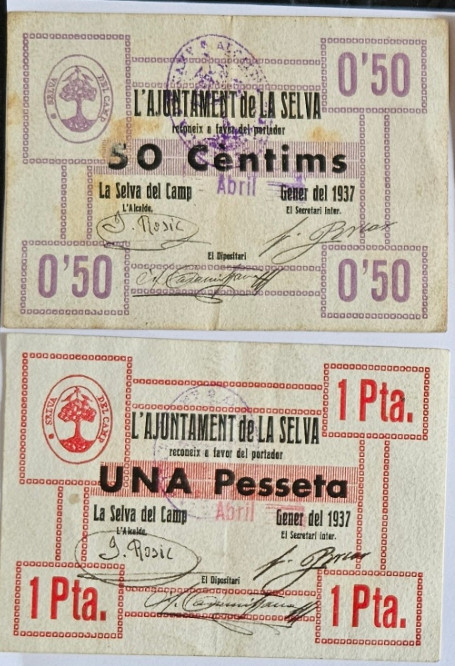 SELVA DEL CAMP
0'50
L'AJUNTAMENT de LA SELVA
reconeix a favor del portador
50 Centims
Abril
La Selva del Camp Gener del 1937
L'Alcalde, El Secretari Inter.
J. Rosic
El Dipositari
0'50 0'50
SELVA DEL CAMP
1 Pta.
L'AJUNTAMENT de LA SELVA
reconeix a favor del portador
UNA Pesseta
Abril
La Selva del Camp Gener del 1937
L'Alcalde, El Secretari Inter.
J. Rosic
El Dipositari
1 Pta. 1 Pta.